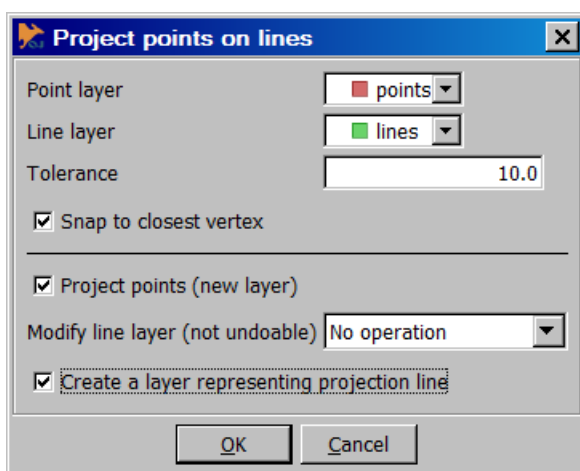 Project points on lines
Point layer points
Line layer lines
Tolerance 10.0
Snap to closest vertex
Project points (new layer)
Modify line layer (not undoable) No operation
Create a layer representing projection line
OK Cancel